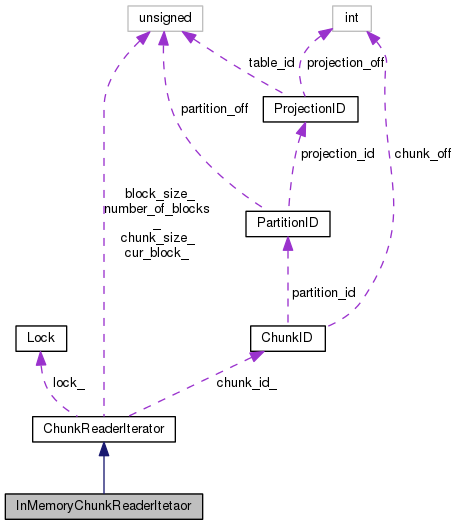 unsigned
int
table_id
projection_off
ProjectionID
partition_off
projection_id
chunk_off
block_size_
number_of_blocks
_
chunk_size_
cur_block_
PartitionID
partition_id
Lock
ChunkID
lock_
chunk_id_
ChunkReaderIterator
InMemoryChunkReaderItetaor